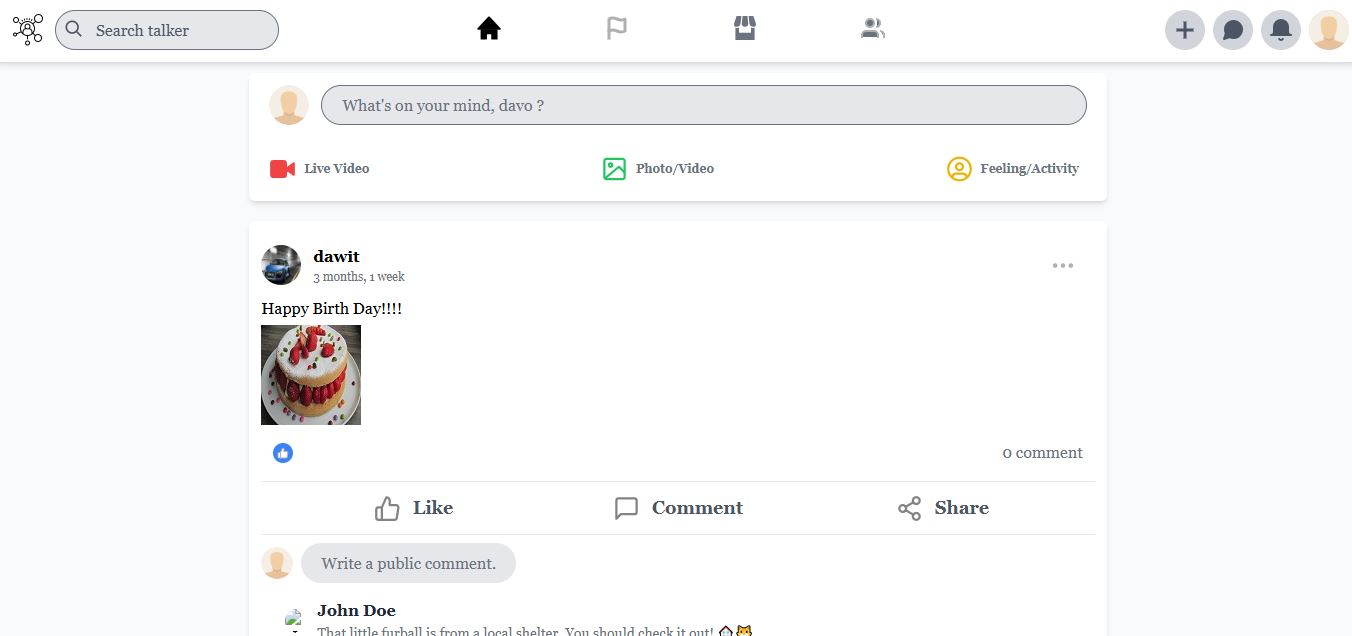 Search talker
What's on your mind, davo ?
Live Video
Photo/Video
Feeling/Activity
dawit
3 months, 1 week
Happy Birth Day!!!!
0 comment
Like
Comment
Share
Write a public comment.
John Doe
That little furball is from a local shelter. You should check it out! 🏠🐱